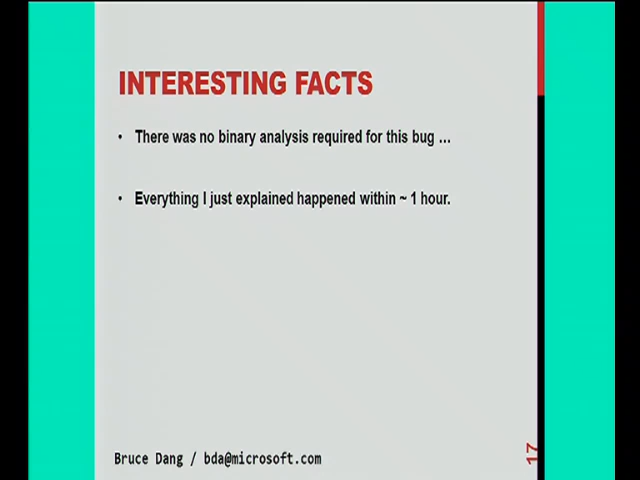 INTERESTING FACTS
• There was no binary analysis required for this bug ...
• Everything I just explained happened within ~ 1 hour.
Bruce Dang / bda@microsoft.com
17